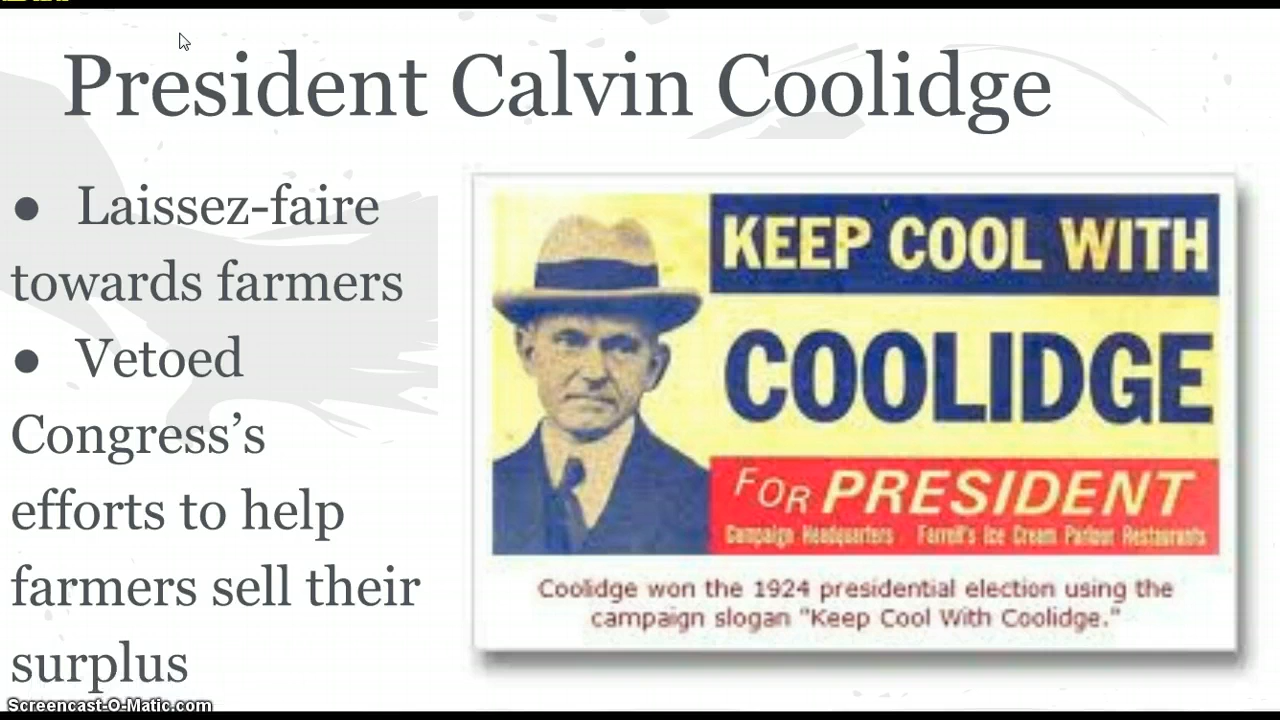 President Calvin Coolidge
● Laissez-faire
towards farmers
● Vetoed
Congress’s
efforts to help
farmers sell their
surplus
KEEP COOL WITH
COOLIDGE
FOR PRESIDENT
Campaign Headquarters Farrell's Ice Cream Parlour Restaurants
Coolidge won the 1924 presidential election using the
campaign slogan "Keep Cool With Coolidge."
Screencast-O-Matic.com